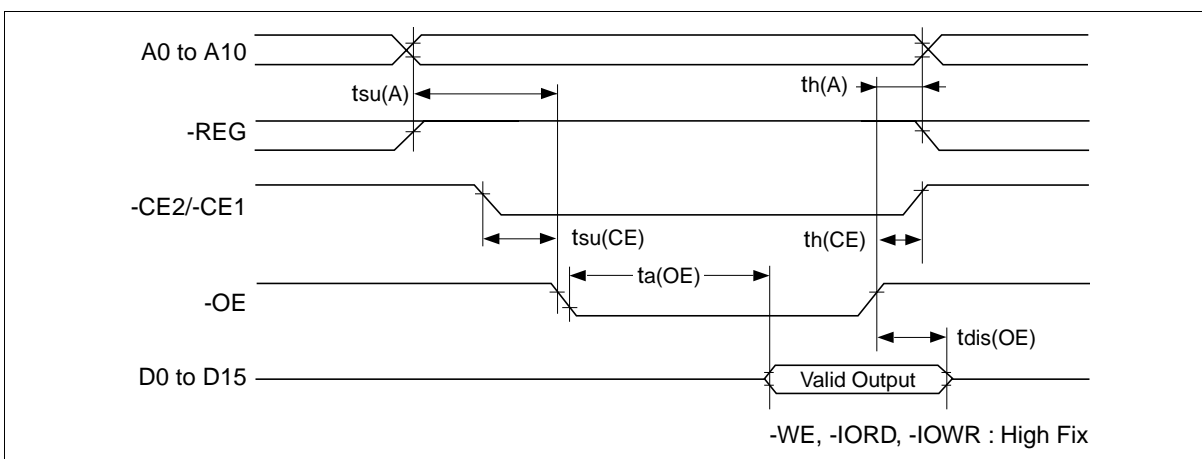 A0 to A10
tsu(A)
th(A)
-REG
-CE2/-CE1
tsu(CE)
th(CE)
ta(OE)
-OE
tdis(OE)
D0 to D15
Valid Output
-WE, -IORD, -IOWR : High Fix